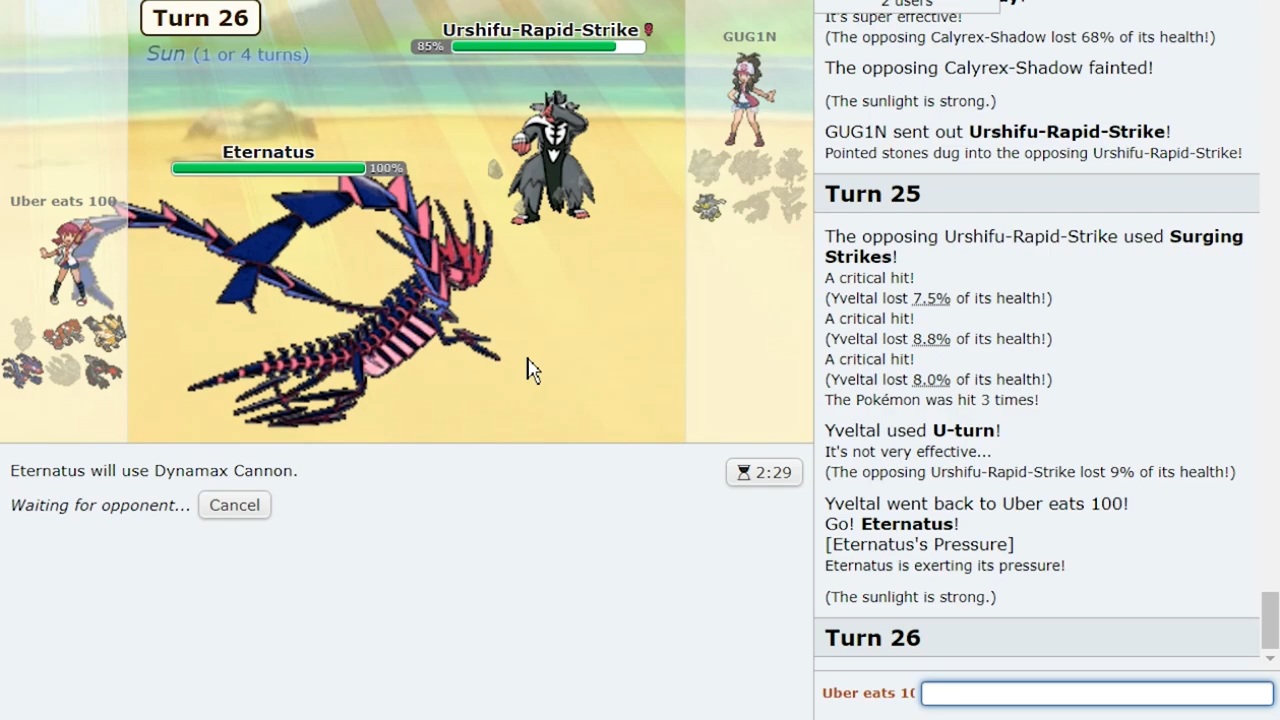 Turn 26
Sun (1 or 4 turns)
Urshifu-Rapid-Strike
85%
GUG1N
Eternatus
100%
Uber eats 100
Eternatus will use Dynamax Cannon.
2:29
Waiting for opponent... Cancel
2 users
It's super effective!
(The opposing Calyrex-Shadow lost 68% of its health!)
The opposing Calyrex-Shadow fainted!
(The sunlight is strong.)
GUG1N sent out Urshifu-Rapid-Strike!
Pointed stones dug into the opposing Urshifu-Rapid-Strike!
Turn 25
The opposing Urshifu-Rapid-Strike used Surging
Strikes!
A critical hit!
(Yveltal lost 7.5% of its health!)
A critical hit!
(Yveltal lost 8.8% of its health!)
A critical hit!
(Yveltal lost 8.0% of its health!)
The Pokémon was hit 3 times!
Yveltal used U-turn!
It's not very effective...
(The opposing Urshifu-Rapid-Strike lost 9% of its health!)
Yveltal went back to Uber eats 100!
Go! Eternatus!
[Eternatus's Pressure]
Eternatus is exerting its pressure!
(The sunlight is strong.)
Turn 26
Uber eats 10